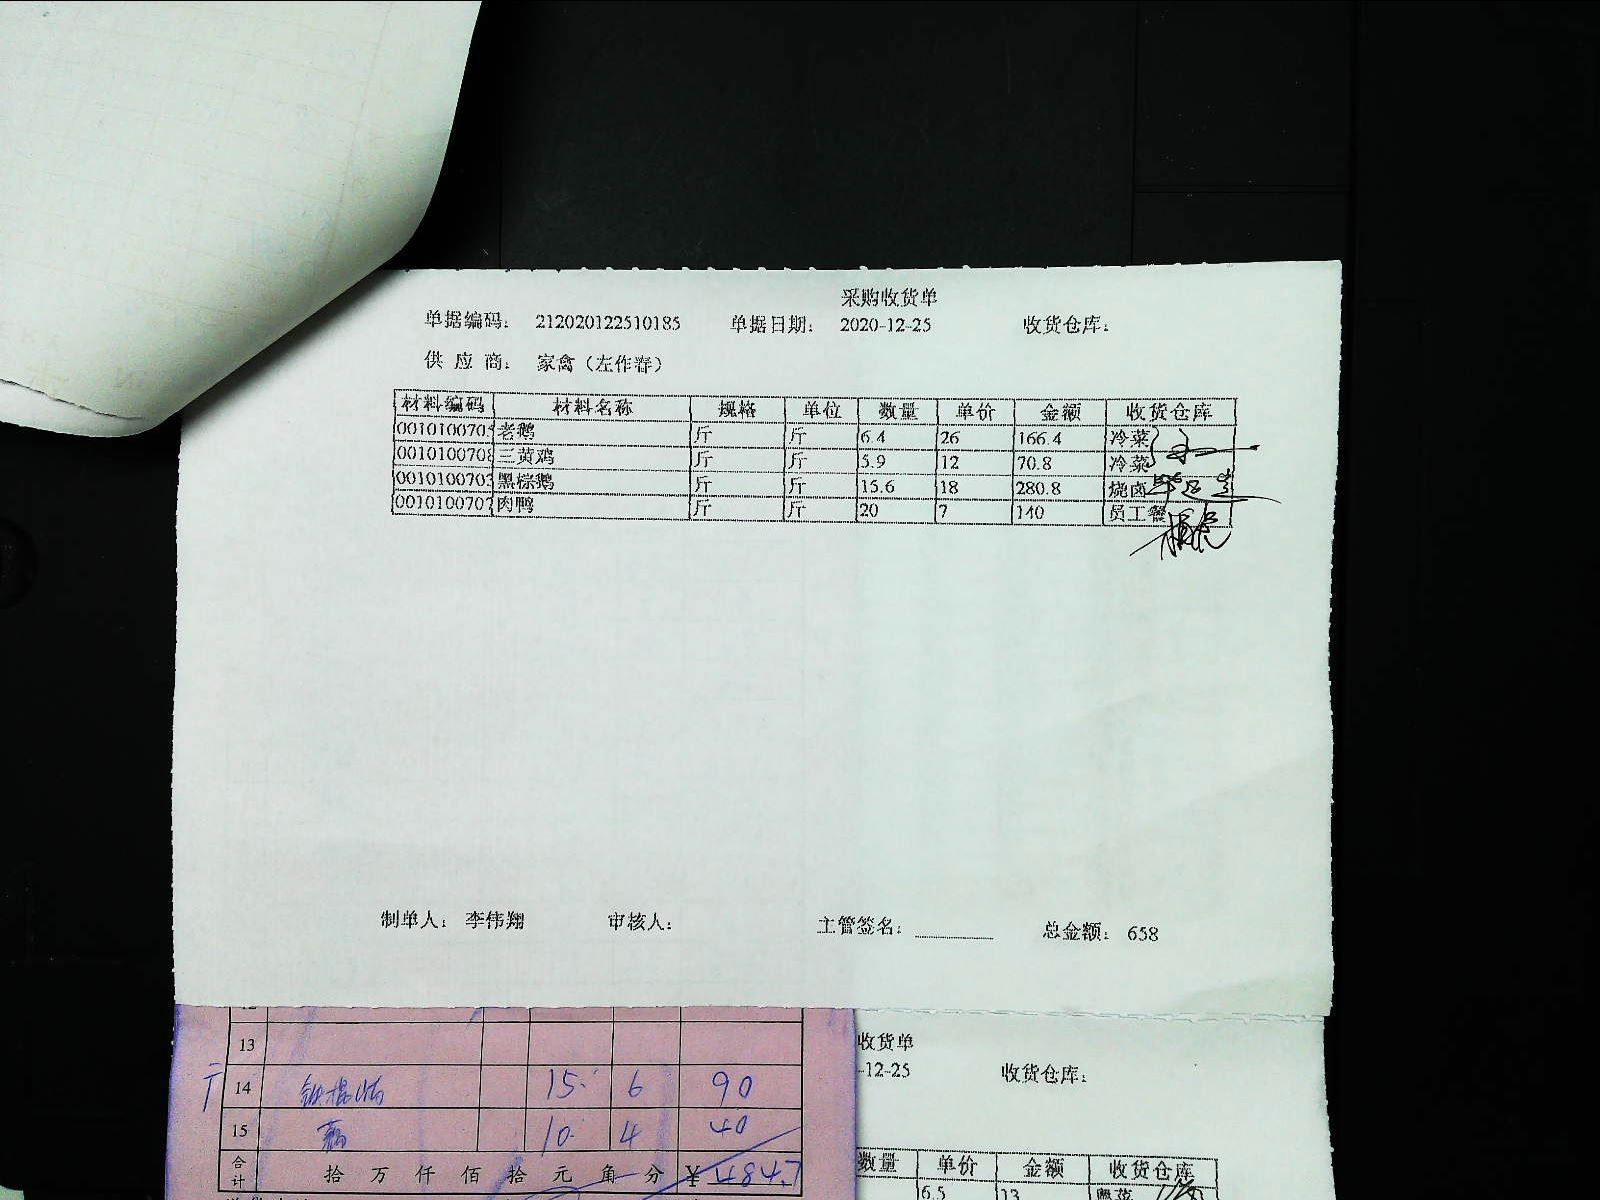 采购收货单
单据编码： 212020122510185 单据日期： 2020-12-25 收货仓库：
供 应 商： 家禽（左作春）
材料编码 材料名称 规格 单位 数量 单价 金额 收货仓库
001010070 老鹅 斤 斤 6.4 26 166.4 冷菜
001010070 三黄鸡 斤 斤 5.9 12 70.8 冷菜
001010070 黑棕鹅 斤 斤 15.6 18 280.8 烧卤
001010070 肉鸭 斤 斤 20 7 140 员工餐
制单人： 李伟翔 审核人： 主管签名： 总金额： 658
13
14 15 6 90
15 藕 10 4 40
合计 拾 万 仟 佰 拾 元 角 分 ¥
收货单
-12-25 收货仓库：
数量 单价 金额 收货仓库
6.5 13